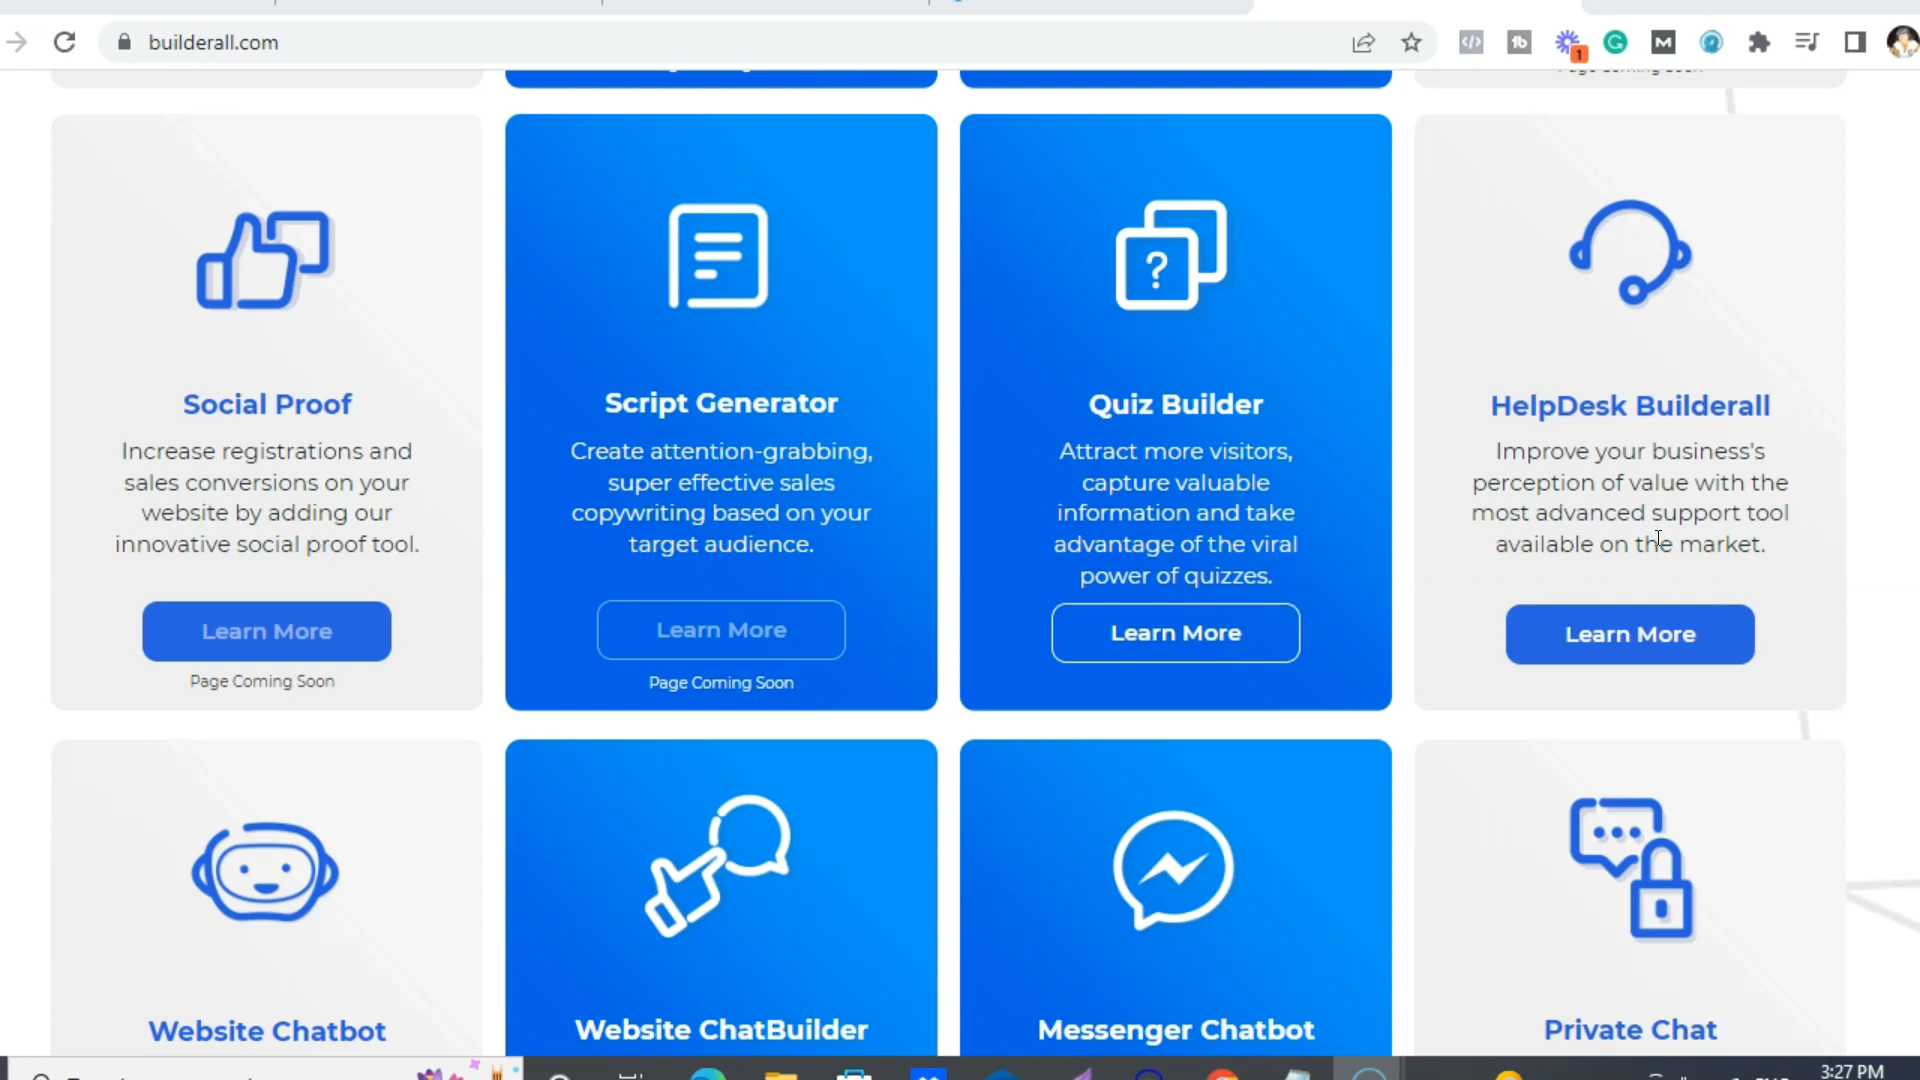 builderall.com
1
Social Proof
Increase registrations and
sales conversions on your
website by adding our
innovative social proof tool.
Learn More
Page Coming Soon
Script Generator
Create attention-grabbing,
super effective sales
copywriting based on your
target audience.
Learn More
Page Coming Soon
Quiz Builder
Attract more visitors,
capture valuable
information and take
advantage of the viral
power of quizzes.
Learn More
HelpDesk Builderall
Improve your business's
perception of value with the
most advanced support tool
available on the market.
Learn More
Website Chatbot
Website ChatBuilder
Messenger Chatbot
Private Chat
3:27 PM